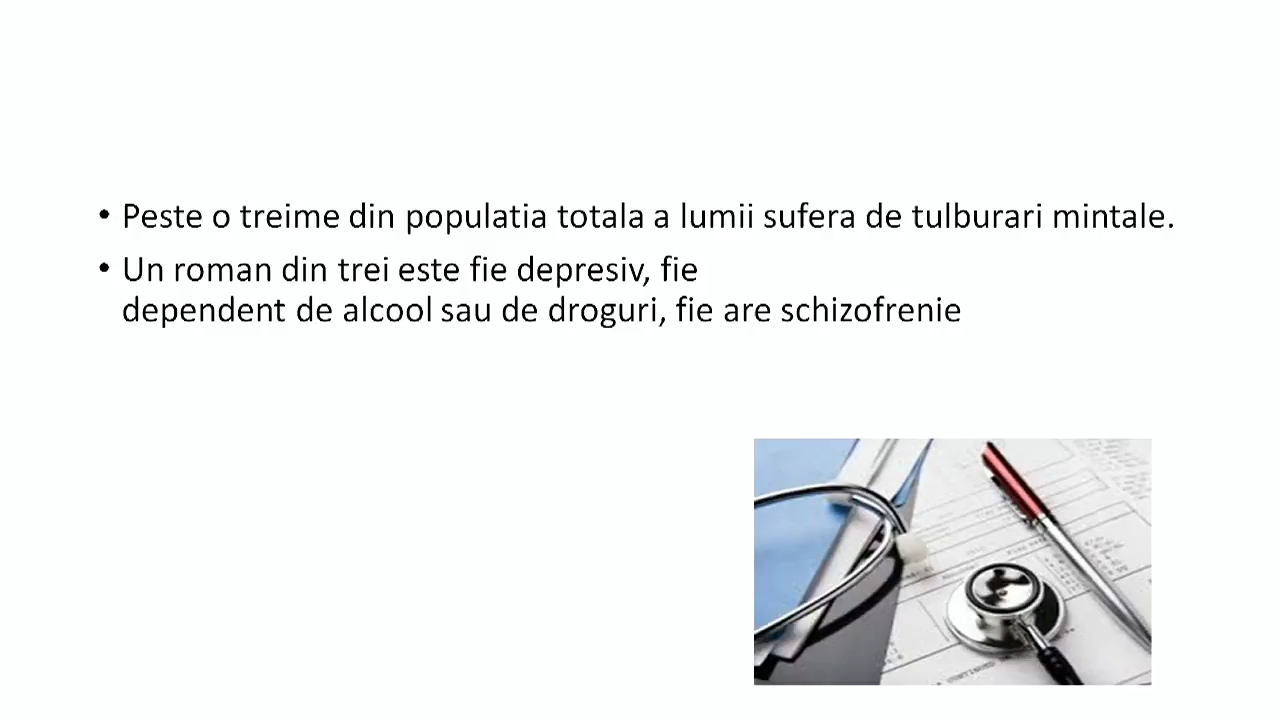 • Peste o treime din populatia totala a lumii sufera de tulburari mintale.
• Un roman din trei este fie depresiv, fie
dependent de alcool sau de droguri, fie are schizofrenie
CONTINUED